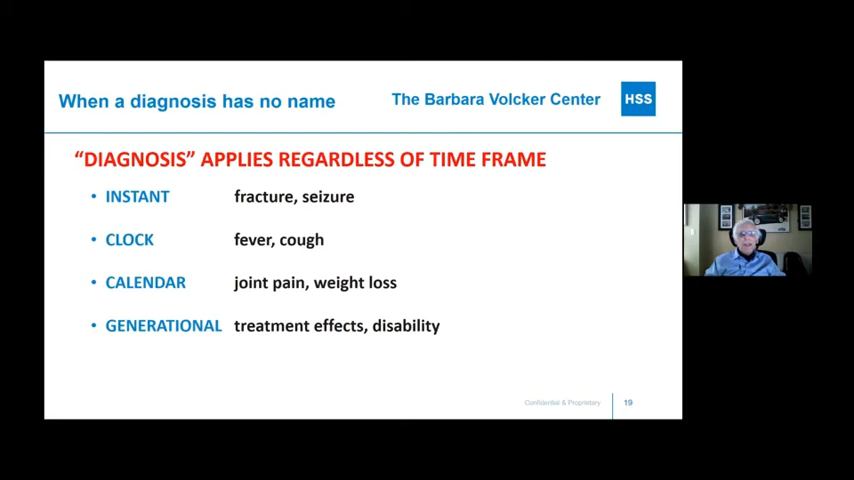 When a diagnosis has no name
The Barbara Volcker Center
HSS
“DIAGNOSIS” APPLIES REGARDLESS OF TIME FRAME
• INSTANT fracture, seizure
• CLOCK fever, cough
• CALENDAR joint pain, weight loss
• GENERATIONAL treatment effects, disability
Confidential & Proprietary
19